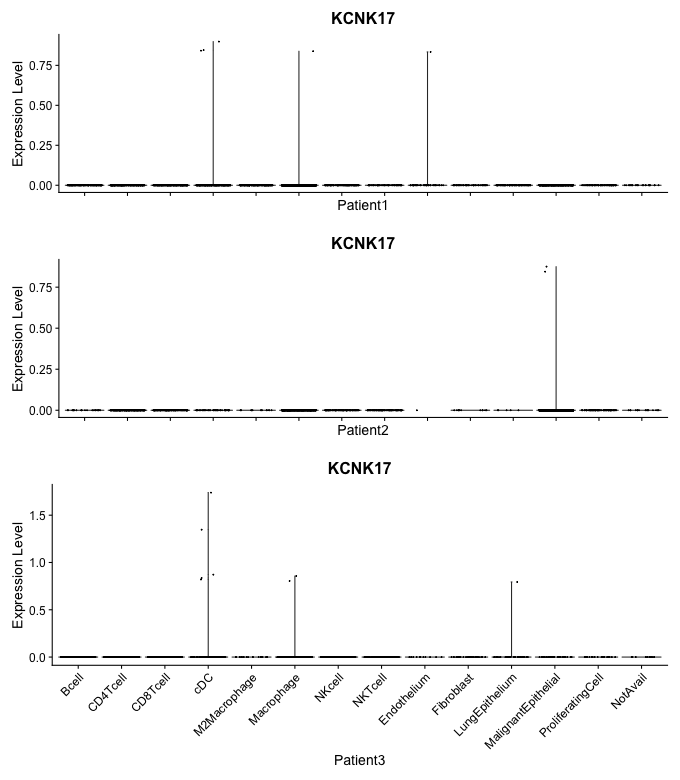 KCNK17
Expression Level
0.75
0.50
0.25
0.00
Patient1
KCNK17
Expression Level
0.75
0.50
0.25
0.00
Patient2
KCNK17
Expression Level
1.5
1.0
0.5
0.0
Bcell
CD4Tcell
CD8Tcell
cDC
M2Macrophage
Macrophage
NKcell
NKTcell
Endothelium
Fibroblast
LungEpithelium
MalignantEpithelial
ProliferatingCell
NotAvail
Patient3